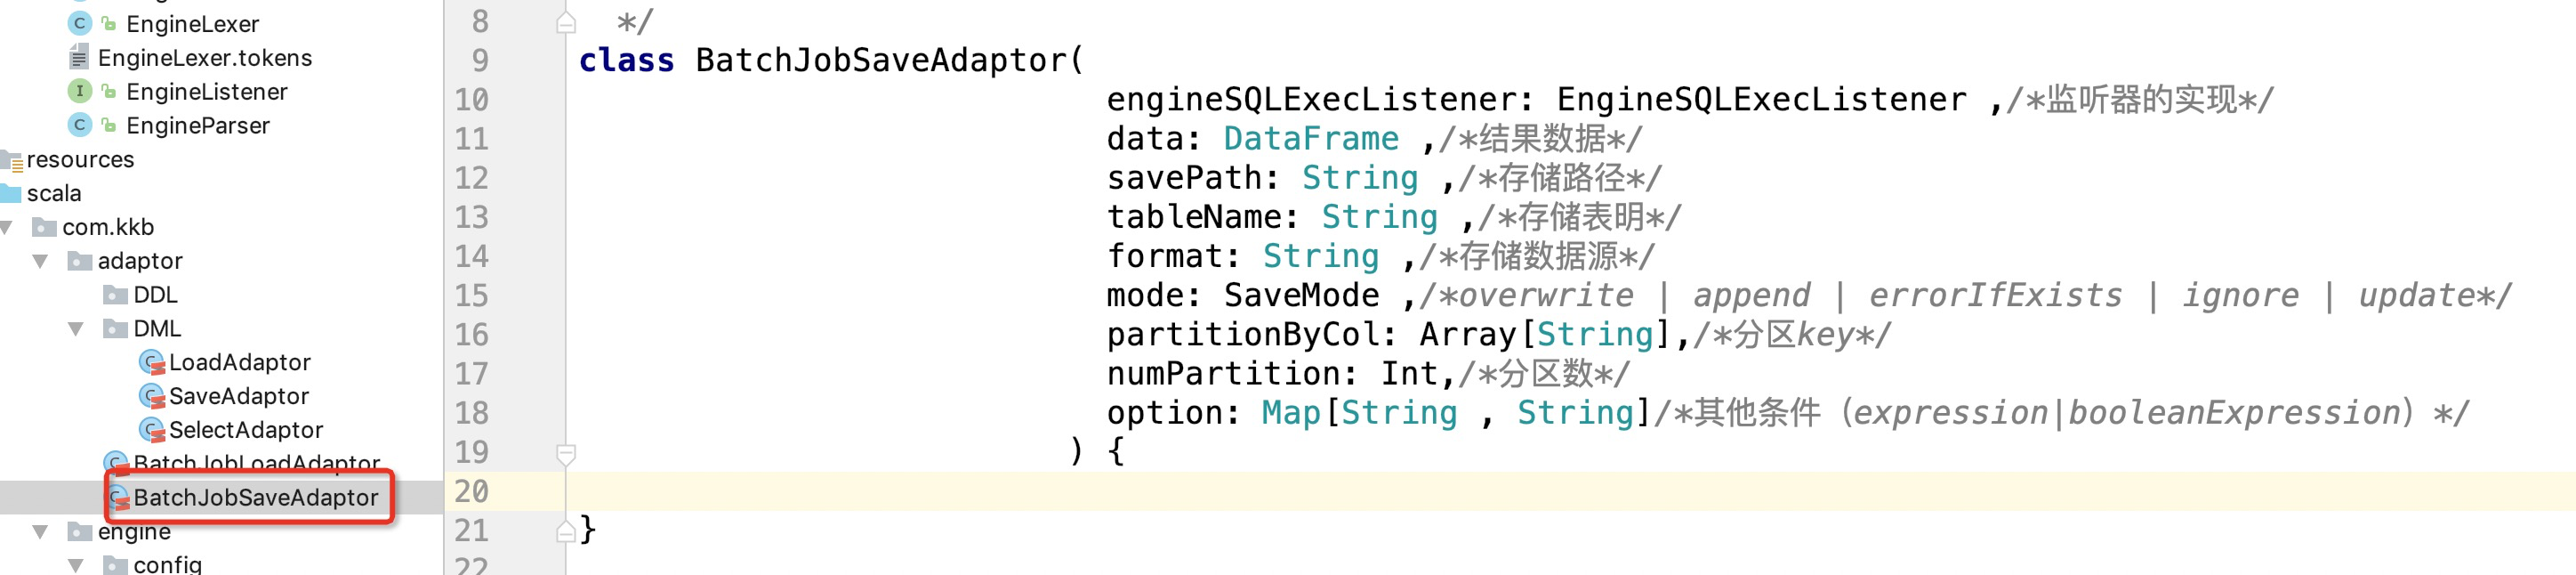 EngineLexer
EngineLexer.tokens
EngineListener
EngineParser
resources
scala
com.kkb
adaptor
DDL
DML
LoadAdaptor
SaveAdaptor
SelectAdaptor
BatchJobLoadAdaptor
BatchJobSaveAdaptor
engine
config
8 */
9 class BatchJobSaveAdaptor(
10 engineSQLExecListener: EngineSQLExecListener ,/*监听器的实现*/
11 data: DataFrame ,/*结果数据*/
12 savePath: String ,/*存储路径*/
13 tableName: String ,/*存储表明*/
14 format: String ,/*存储数据源*/
15 mode: SaveMode ,/*overwrite | append | errorIfExists | ignore | update*/
16 partitionByCol: Array[String],/*分区key*/
17 numPartition: Int,/*分区数*/
18 option: Map[String , String]/*其他条件（expression|booleanExpression）*/
19 ) {
20
21 }
22